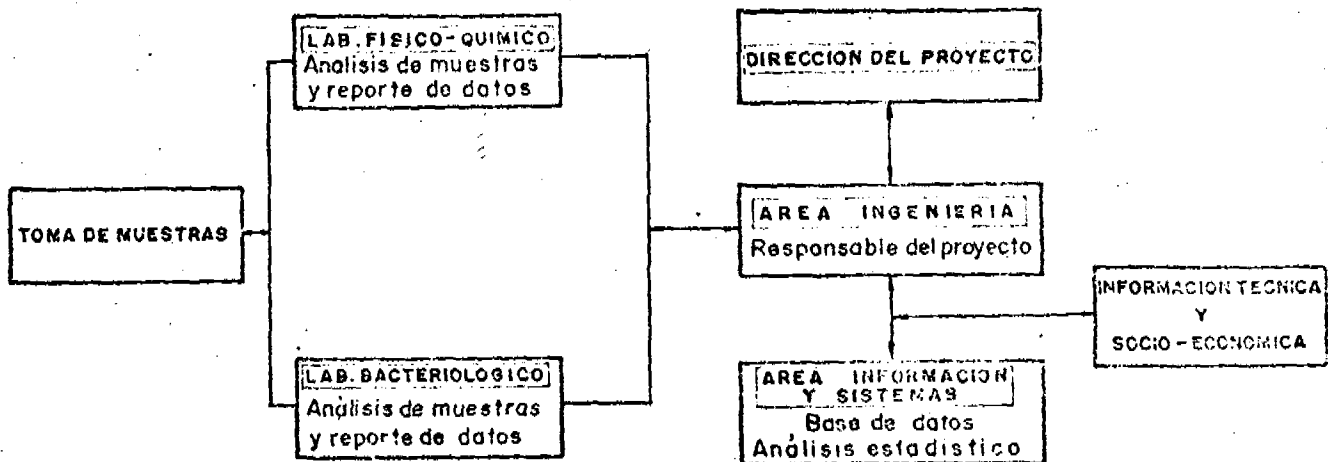 TOMA DE MUESTRAS
LAB. FISICO-QUIMICO
Analisis de muestras
y reporte de datos
LAB. BACTERIOLOGICO
Análisis de muestras
y reporte de datos
DIRECCION DEL PROYECTO
AREA INGENIERIA
Responsable del proyecto
INFORMACION TECNICA
Y
SOCIO-ECONOMICA
AREA INFORMACION
Y SISTEMAS
Base de datos
Análisis estadístico